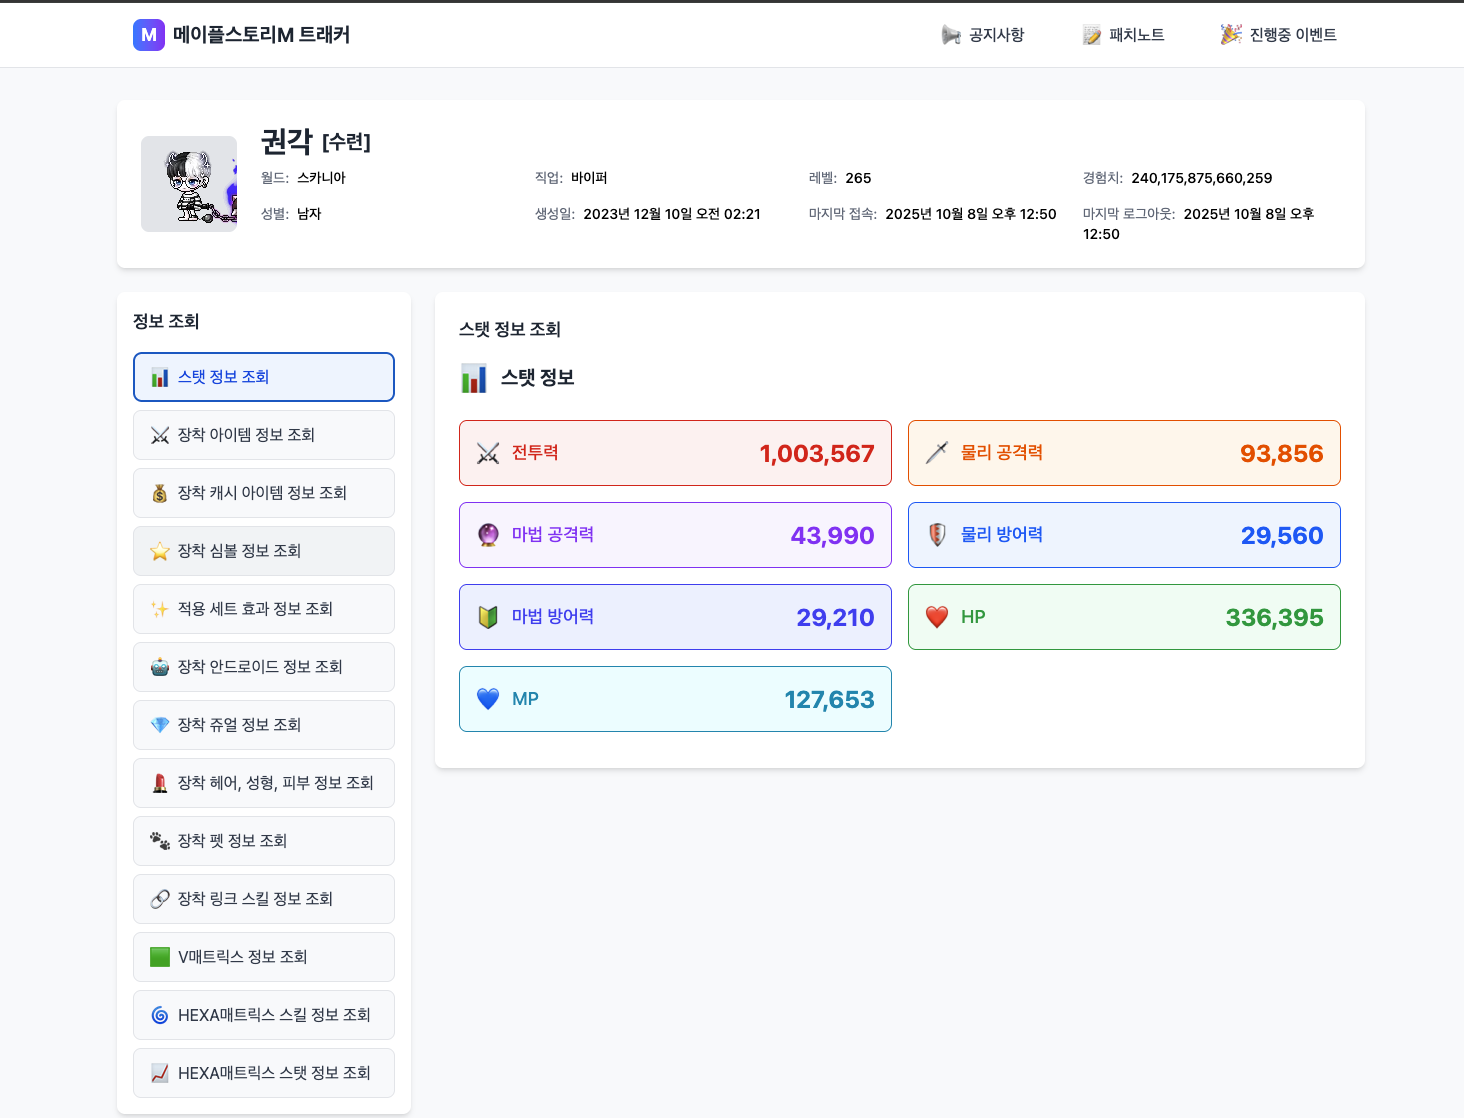 M 메이플스토리M 트래커
공지사항
패치노트
진행중 이벤트
권각 [수련]
월드: 스카니아
직업: 바이퍼
레벨: 265
경험치: 240,175,875,660,259
성별: 남자
생성일: 2023년 12월 10일 오전 02:21
마지막 접속: 2025년 10월 8일 오후 12:50
마지막 로그아웃: 2025년 10월 8일 오후
12:50
정보 조회
스탯 정보 조회
장착 아이템 정보 조회
장착 캐시 아이템 정보 조회
장착 심볼 정보 조회
적용 세트 효과 정보 조회
장착 안드로이드 정보 조회
장착 쥬얼 정보 조회
장착 헤어, 성형, 피부 정보 조회
장착 펫 정보 조회
장착 링크 스킬 정보 조회
V매트릭스 정보 조회
HEXA매트릭스 스킬 정보 조회
HEXA매트릭스 스탯 정보 조회
스탯 정보 조회
스탯 정보
전투력 1,003,567
물리 공격력 93,856
마법 공격력 43,990
물리 방어력 29,560
마법 방어력 29,210
HP 336,395
MP 127,653